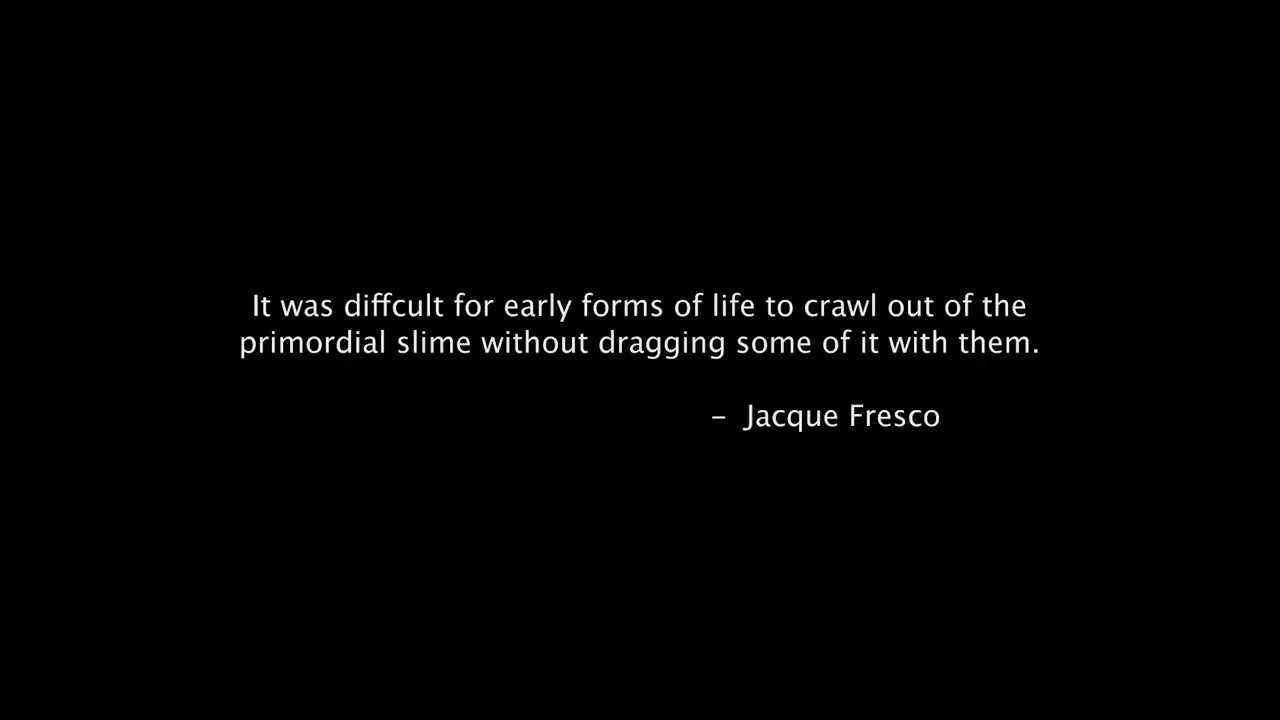 It was diffcult for early forms of life to crawl out of the
primordial slime without dragging some of it with them.
– Jacque Fresco